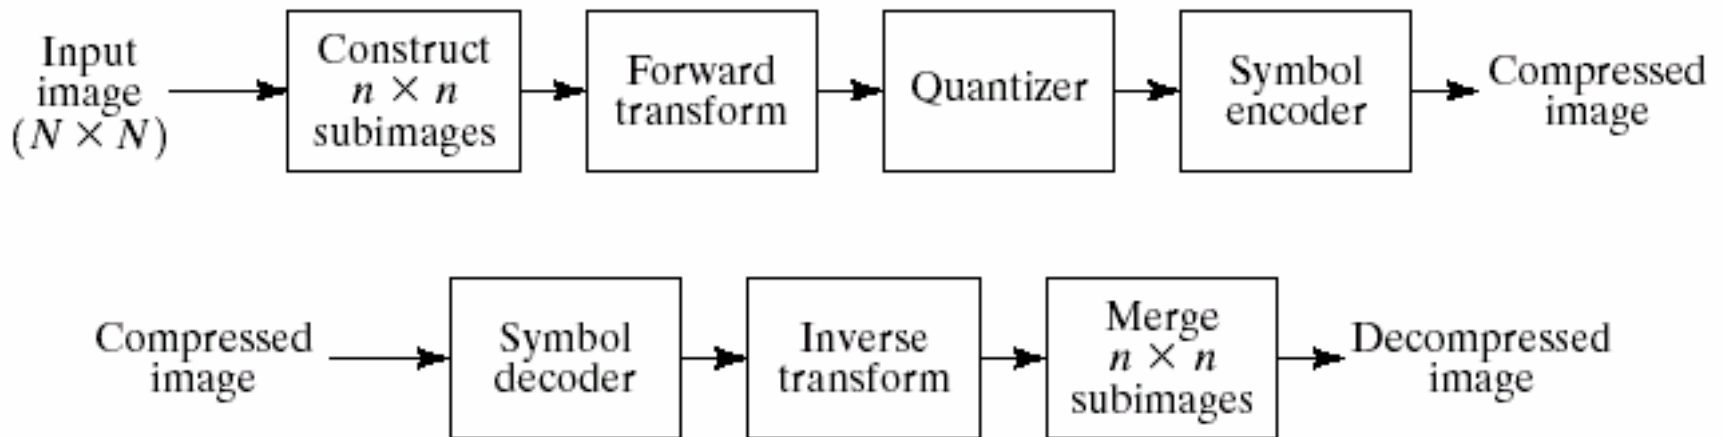 Input
image
(N × N)
Construct
n × n
subimages
Forward
transform
Quantizer
Symbol
encoder
Compressed
image
Compressed
image
Symbol
decoder
Inverse
transform
Merge
n × n
subimages
Decompressed
image